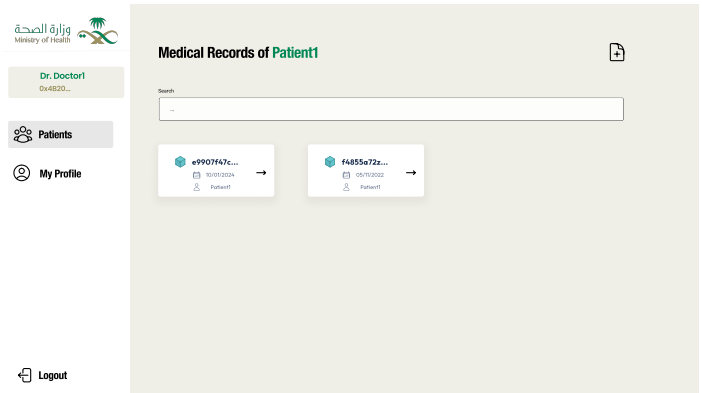 وزارة الصحة
Ministry of Health
Dr. Doctor1
0x4820...
Patients
My Profile
Logout
Medical Records of Patient1
Search
...
e9907f47c...
10/01/2024
Patient1
f4855a72z...
05/11/2022
Patient1